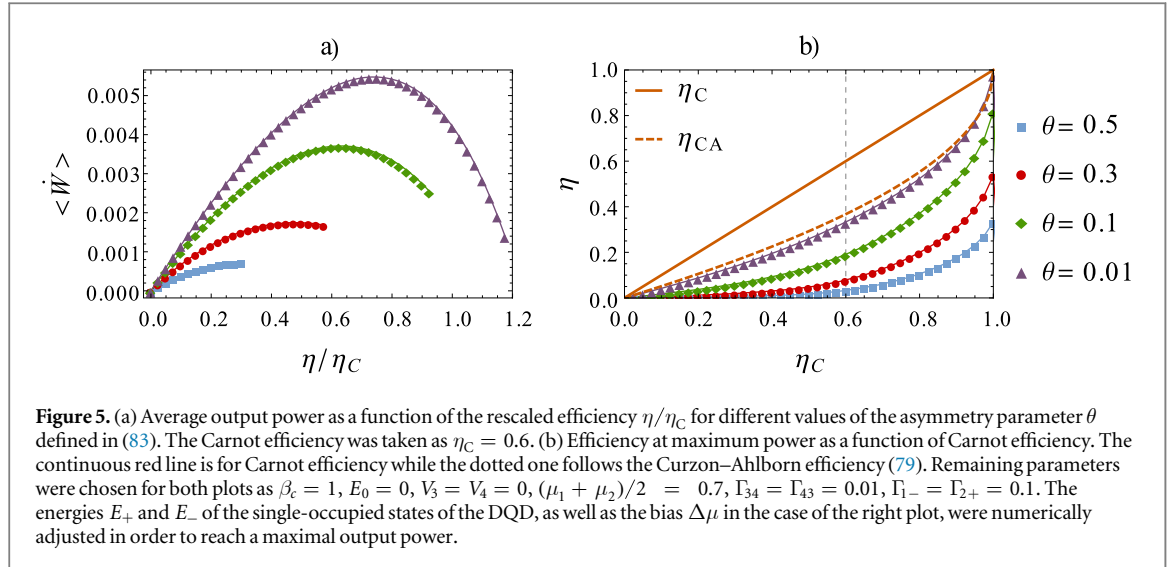 a)
b)
0.005
0.004
0.003
0.002
0.001
0.000
< Ẇ >
0.0 0.2 0.4 0.6 0.8 1.0 1.2
η / η_C
1.0
0.8
0.6
0.4
0.2
0.0
η
η_C
η_CA
0.0 0.2 0.4 0.6 0.8 1.0
η_C
θ = 0.5
θ = 0.3
θ = 0.1
θ = 0.01
Figure 5. (a) Average output power as a function of the rescaled efficiency η/η_C for different values of the asymmetry parameter θ
defined in (83). The Carnot efficiency was taken as η_C = 0.6. (b) Efficiency at maximum power as a function of Carnot efficiency. The
continuous red line is for Carnot efficiency while the dotted one follows the Curzon–Ahlborn efficiency (79). Remaining parameters
were chosen for both plots as β_c = 1, E_0 = 0, V_3 = V_4 = 0, (μ_1 + μ_2)/2 = 0.7, Γ_34 = Γ_43 = 0.01, Γ_1− = Γ_2+ = 0.1. The
energies E_+ and E_− of the single-occupied states of the DQD, as well as the bias Δμ in the case of the right plot, were numerically
adjusted in order to reach a maximal output power.